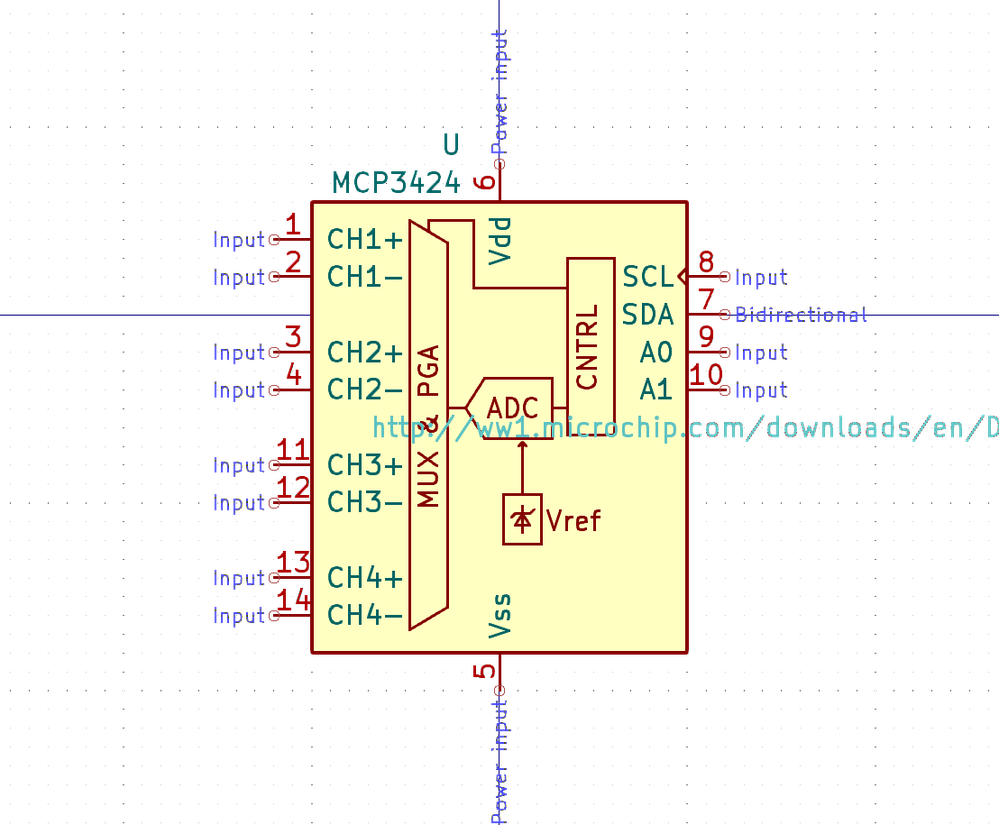 Power input
U
MCP3424
6
Vdd
Input 1 CH1+
Input 2 CH1-
Input 3 CH2+
Input 4 CH2-
Input 11 CH3+
Input 12 CH3-
Input 13 CH4+
Input 14 CH4-
MUX & PGA
CNTRL
ADC
Vref
SCL 8 Input
SDA 7 Bidirectional
A0 9 Input
A1 10 Input
http://ww1.microchip.com/downloads/en/D
Vss
5
Power input